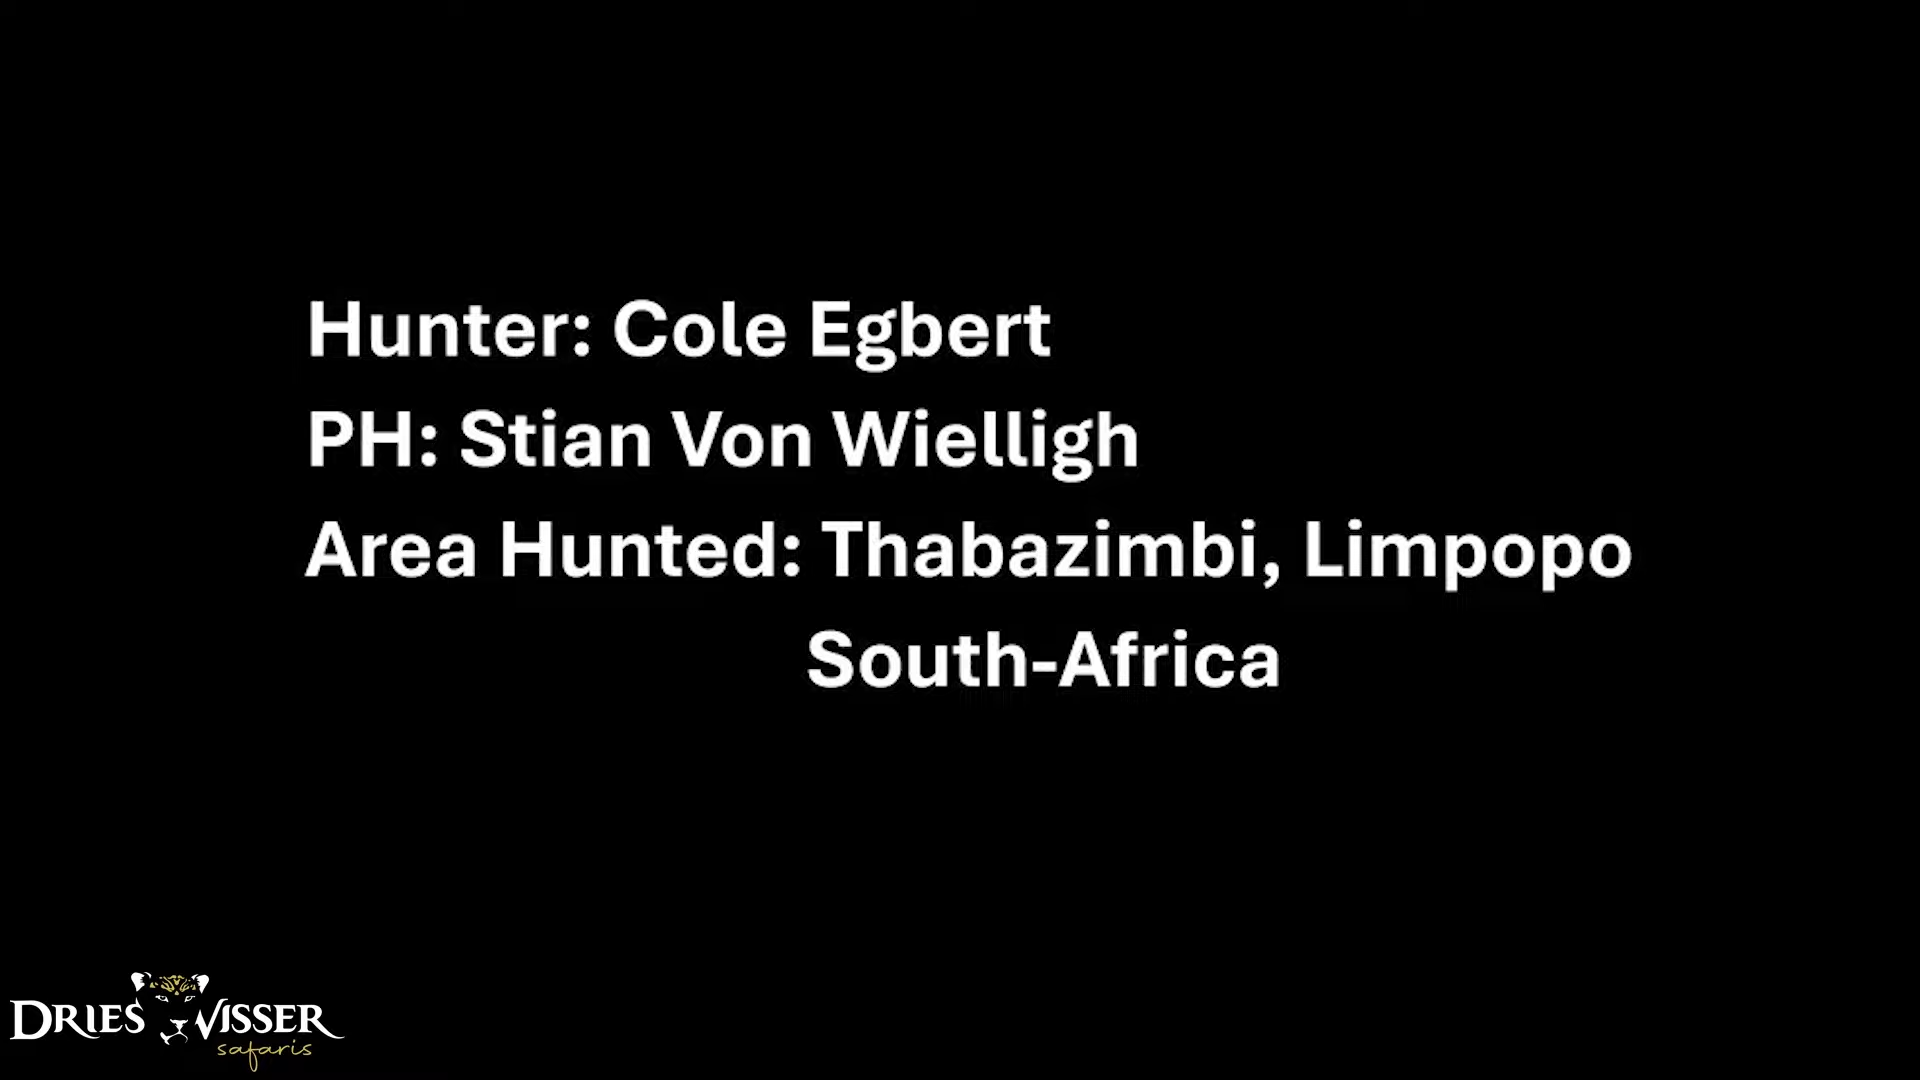 Hunter: Cole Egbert
PH: Stian Von Wielligh
Area Hunted: Thabazimbi, Limpopo
South-Africa
DRIES VISSER
safaris